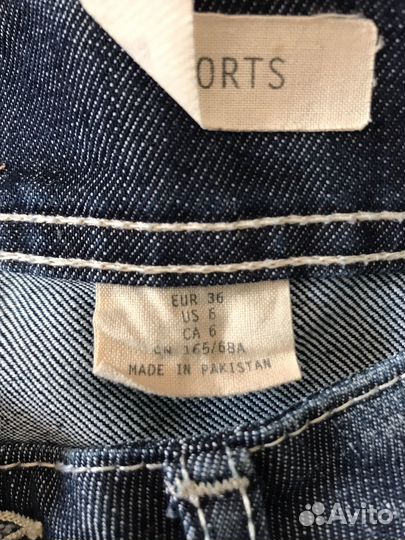 ORTS
EUR 36
US 6
CA 6
CN 165/68A
MADE IN PAKISTAN
Avito